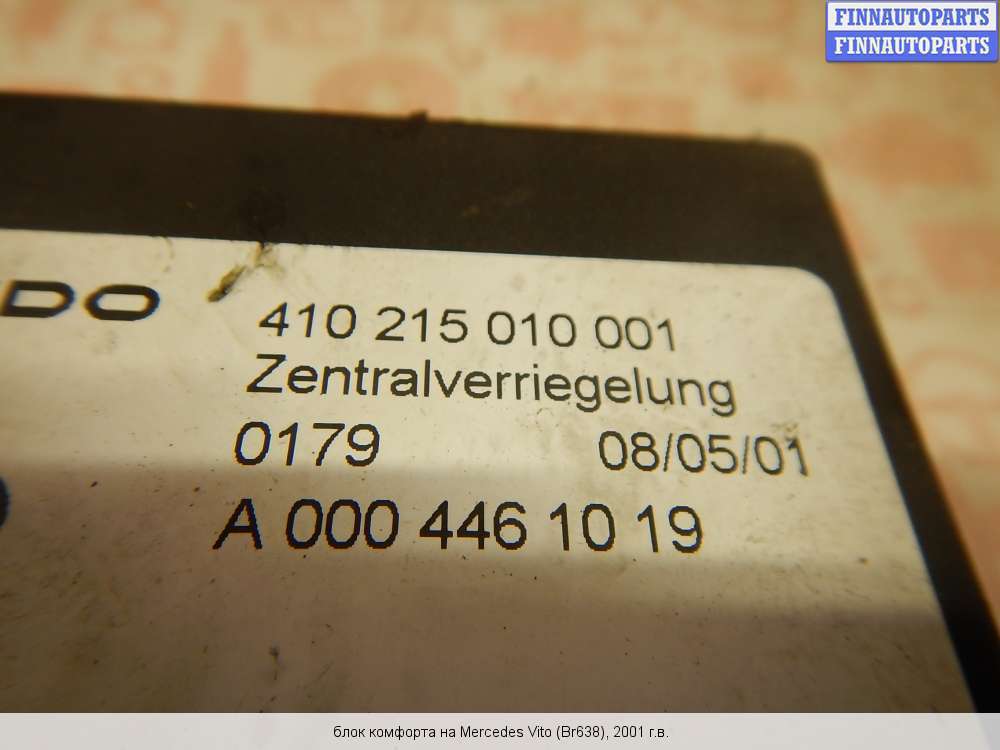 FINNAUTOPARTS
FINNAUTOPARTS
DO
410 215 010 001
Zentralverriegelung
0179 08/05/01
A 000 446 10 19
блок комфорта на Mercedes Vito (Br638), 2001 г.в.